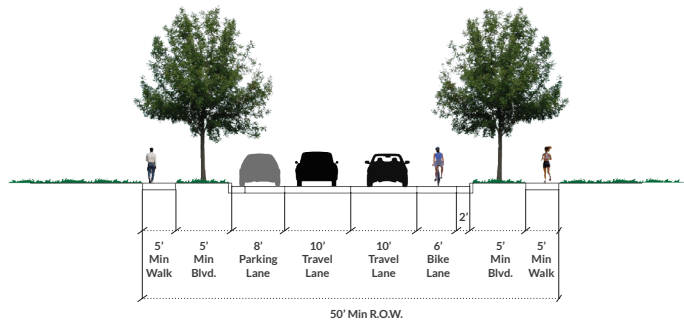 2’
5’
Min
Walk
5’
Min
Blvd.
8’
Parking
Lane
10’
Travel
Lane
10’
Travel
Lane
6’
Bike
Lane
5’
Min
Blvd.
5’
Min
Walk
50’ Min R.O.W.